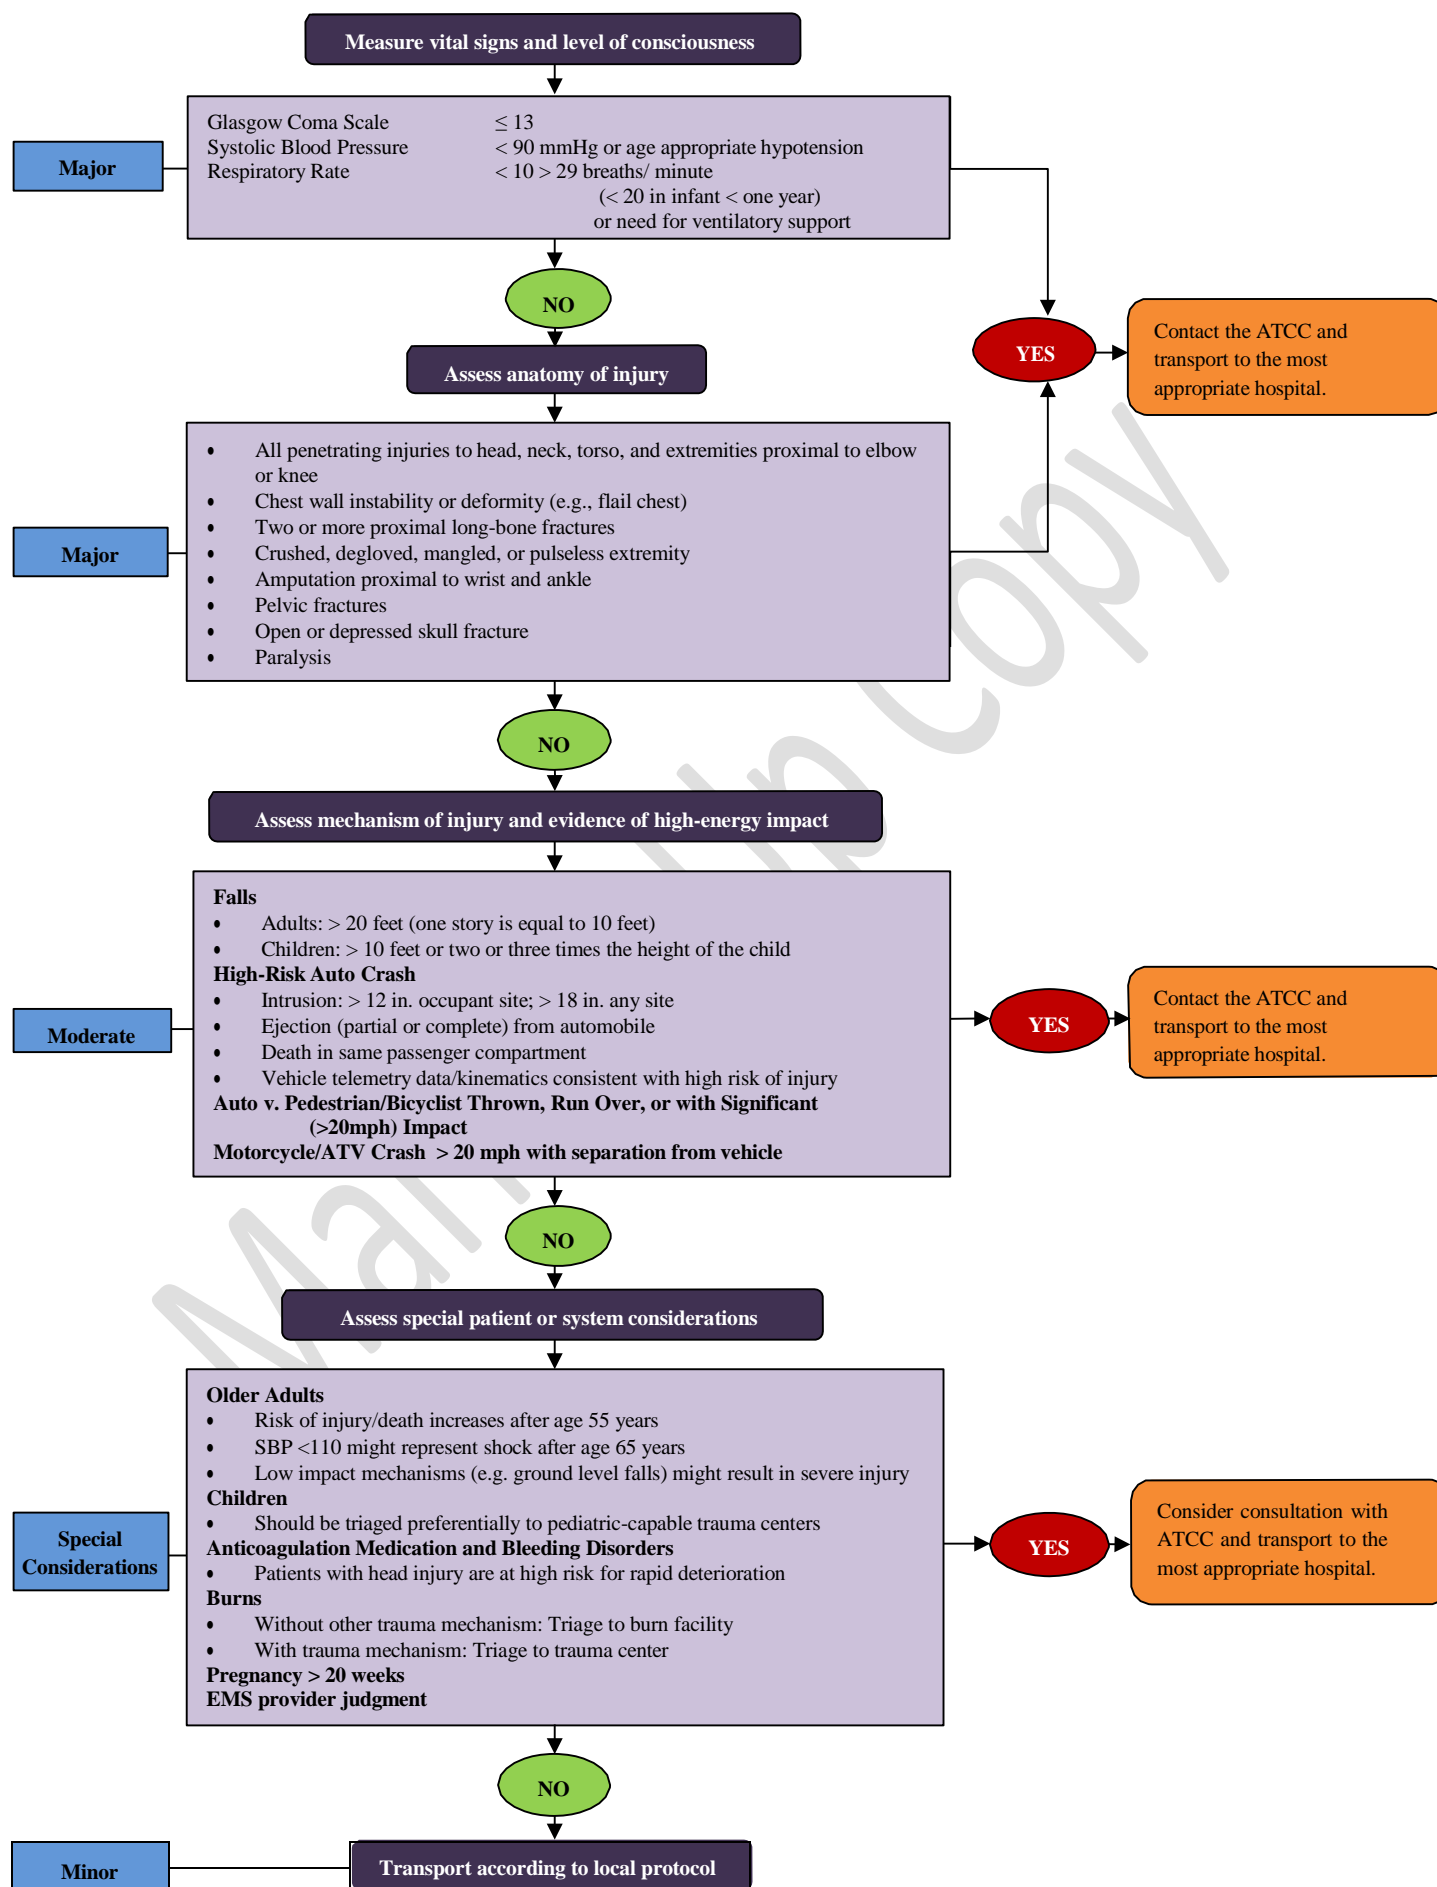 Measure vital signs and level of consciousness
Major
Glasgow Coma Scale ≤ 13
Systolic Blood Pressure < 90 mmHg or age appropriate hypotension
Respiratory Rate < 10 > 29 breaths/ minute
(< 20 in infant < one year)
or need for ventilatory support
NO
YES
Contact the ATCC and
transport to the most
appropriate hospital.
Assess anatomy of injury
Major
• All penetrating injuries to head, neck, torso, and extremities proximal to elbow
or knee
• Chest wall instability or deformity (e.g., flail chest)
• Two or more proximal long-bone fractures
• Crushed, degloved, mangled, or pulseless extremity
• Amputation proximal to wrist and ankle
• Pelvic fractures
• Open or depressed skull fracture
• Paralysis
NO
Assess mechanism of injury and evidence of high-energy impact
Moderate
Falls
• Adults: > 20 feet (one story is equal to 10 feet)
• Children: > 10 feet or two or three times the height of the child
High-Risk Auto Crash
• Intrusion: > 12 in. occupant site; > 18 in. any site
• Ejection (partial or complete) from automobile
• Death in same passenger compartment
• Vehicle telemetry data/kinematics consistent with high risk of injury
Auto v. Pedestrian/Bicyclist Thrown, Run Over, or with Significant
(>20mph) Impact
Motorcycle/ATV Crash > 20 mph with separation from vehicle
YES
Contact the ATCC and
transport to the most
appropriate hospital.
NO
Assess special patient or system considerations
Special
Considerations
Older Adults
• Risk of injury/death increases after age 55 years
• SBP <110 might represent shock after age 65 years
• Low impact mechanisms (e.g. ground level falls) might result in severe injury
Children
• Should be triaged preferentially to pediatric-capable trauma centers
Anticoagulation Medication and Bleeding Disorders
• Patients with head injury are at high risk for rapid deterioration
Burns
• Without other trauma mechanism: Triage to burn facility
• With trauma mechanism: Triage to trauma center
Pregnancy > 20 weeks
EMS provider judgment
YES
Consider consultation with
ATCC and transport to the
most appropriate hospital.
NO
Minor
Transport according to local protocol
Copy